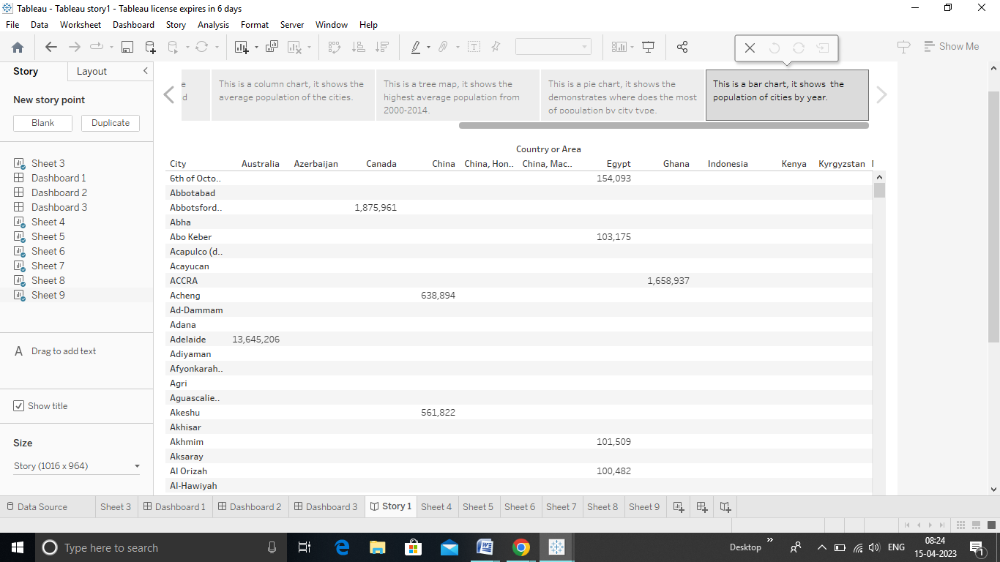 Tableau - Tableau story1 - Tableau license expires in 6 days
File Data Worksheet Dashboard Story Analysis Format Server Window Help
Show Me
Story Layout
New story point
Blank Duplicate
Sheet 3
Dashboard 1
Dashboard 2
Dashboard 3
Sheet 4
Sheet 5
Sheet 6
Sheet 7
Sheet 8
Sheet 9
A Drag to add text
Show title
Size
Story (1016 x 964)
e
d
This is a column chart, it shows the
average population of the cities.
This is a tree map, it shows the
highest average population from
2000-2014.
This is a pie chart, it shows the
demonstrates where does the most
of population by city type.
This is a bar chart, it shows  the
population of cities by year.
Country or Area
City Australia Azerbaijan Canada China China, Hon.. China, Mac.. Egypt Ghana Indonesia Kenya Kyrgyzstan
6th of Octo.. 154,093
Abbotabad
Abbotsford.. 1,875,961
Abha
Abo Keber 103,175
Acapulco (d..
Acayucan
ACCRA 1,658,937
Acheng 638,894
Ad-Dammam
Adana
Adelaide 13,645,206
Adiyaman
Afyonkarah..
Agri
Aguascalie..
Akeshu 561,822
Akhisar
Akhmim 101,509
Aksaray
Al Orizah 100,482
Al-Hawiyah
Data Source Sheet 3 Dashboard 1 Dashboard 2 Dashboard 3 Story 1 Sheet 4 Sheet 5 Sheet 6 Sheet 7 Sheet 8 Sheet 9
Type here to search
Desktop
ENG
08:24
15-04-2023
1